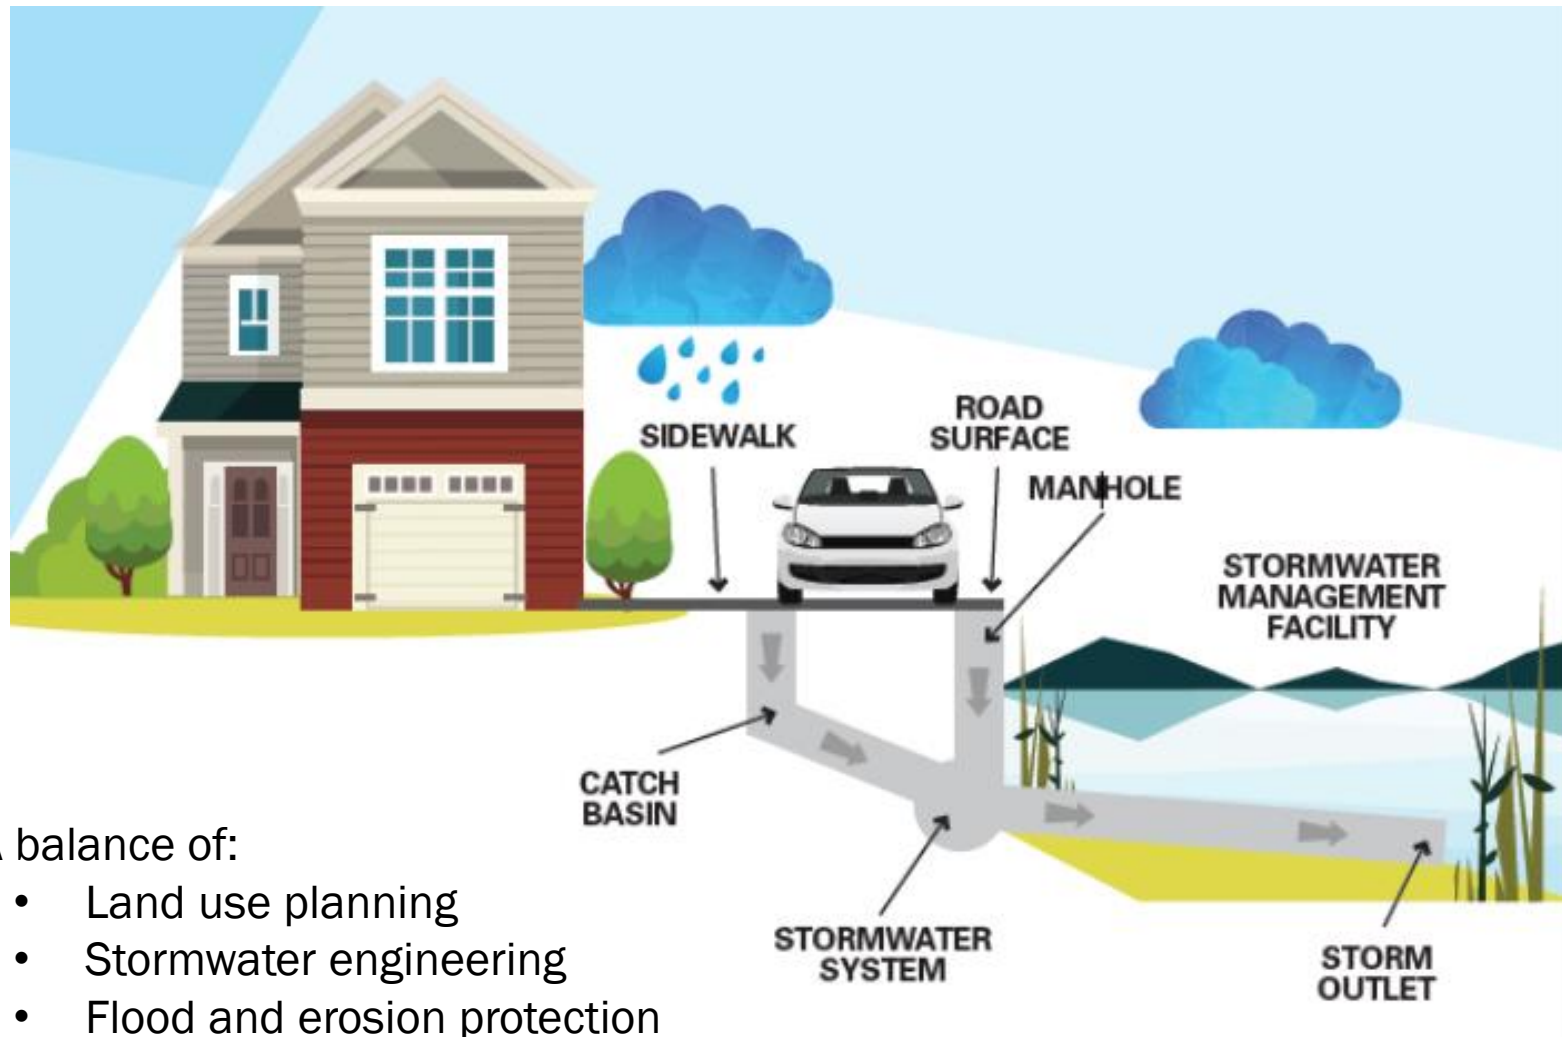 SIDEWALK
ROAD
SURFACE
MANHOLE
STORMWATER
MANAGEMENT
FACILITY
CATCH
BASIN
STORMWATER
SYSTEM
STORM
OUTLET
balance of:
• Land use planning
• Stormwater engineering
• Flood and erosion protection